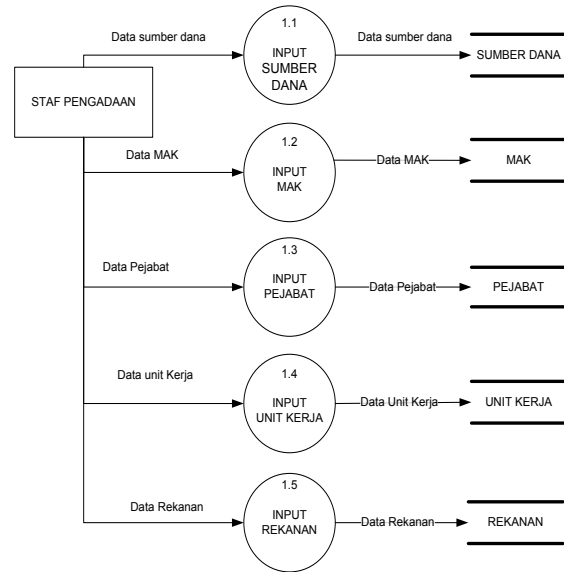 1.1
Data sumber dana
INPUT
SUMBER
DANA
Data sumber dana
SUMBER DANA
STAF PENGADAAN
1.2
Data MAK
INPUT
MAK
Data MAK
MAK
1.3
Data Pejabat
INPUT
PEJABAT
Data Pejabat
PEJABAT
1.4
Data unit Kerja
INPUT
UNIT KERJA
Data Unit Kerja
UNIT KERJA
1.5
Data Rekanan
INPUT
REKANAN
Data Rekanan
REKANAN